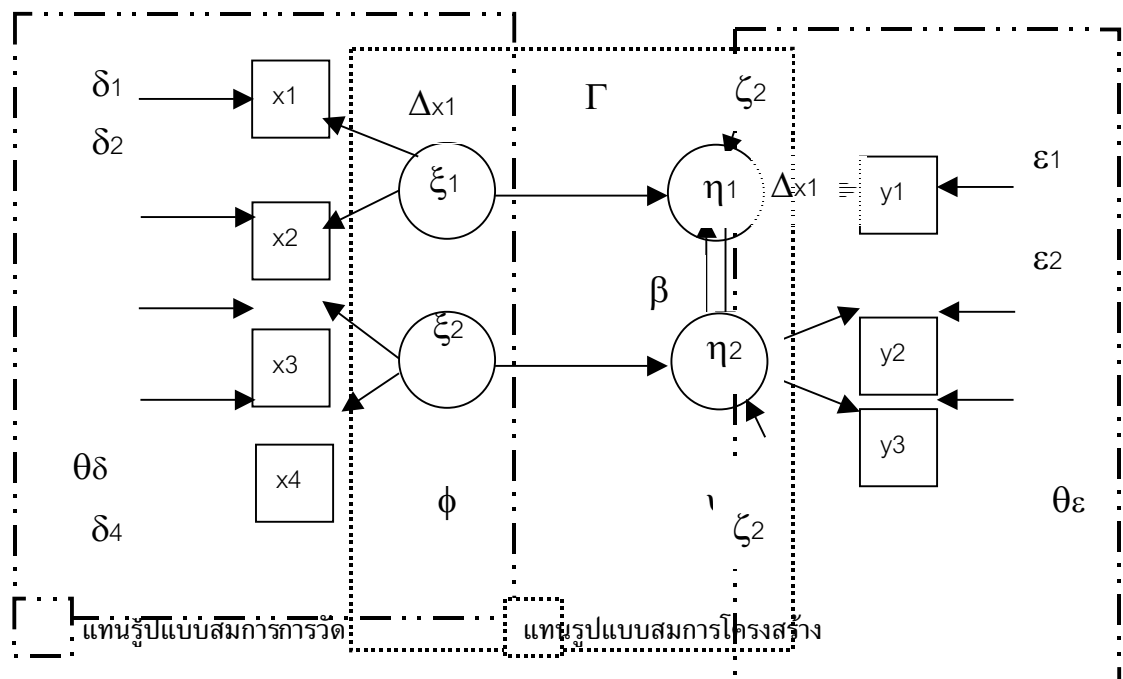 δ1
x1
Δx1
Γ
ζ2
δ2
ξ1
η1
Δx1
y1
ε1
x2
β
ε2
ξ2
η2
x3
y2
y3
θδ
x4
φ
ζ2
θε
δ4
แทนรูปแบบสมการการวัด
แทนรูปแบบสมการโครงสร้าง